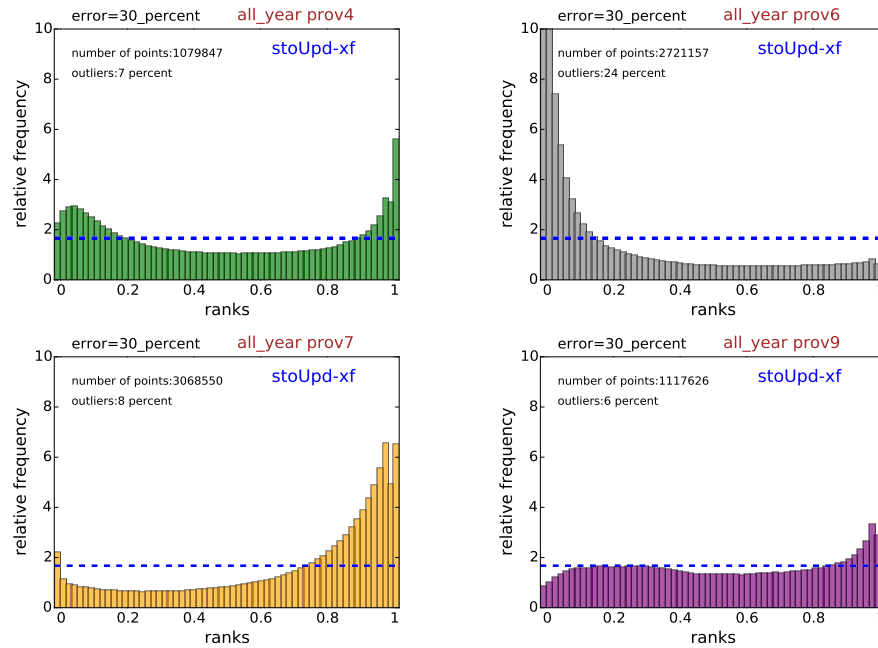 error=30_percent all_year prov4
number of points:1079847 stoUpd-xf
outliers:7 percent
relative frequency
10
8
6
4
2
0
0 0.2 0.4 0.6 0.8 1
ranks
error=30_percent all_year prov6
number of points:2721157 stoUpd-xf
outliers:24 percent
relative frequency
10
8
6
4
2
0
0 0.2 0.4 0.6 0.8
ranks
error=30_percent all_year prov7
number of points:3068550 stoUpd-xf
outliers:8 percent
relative frequency
10
8
6
4
2
0
0 0.2 0.4 0.6 0.8 1
ranks
error=30_percent all_year prov9
number of points:1117626 stoUpd-xf
outliers:6 percent
relative frequency
10
8
6
4
2
0
0 0.2 0.4 0.6 0.8
ranks